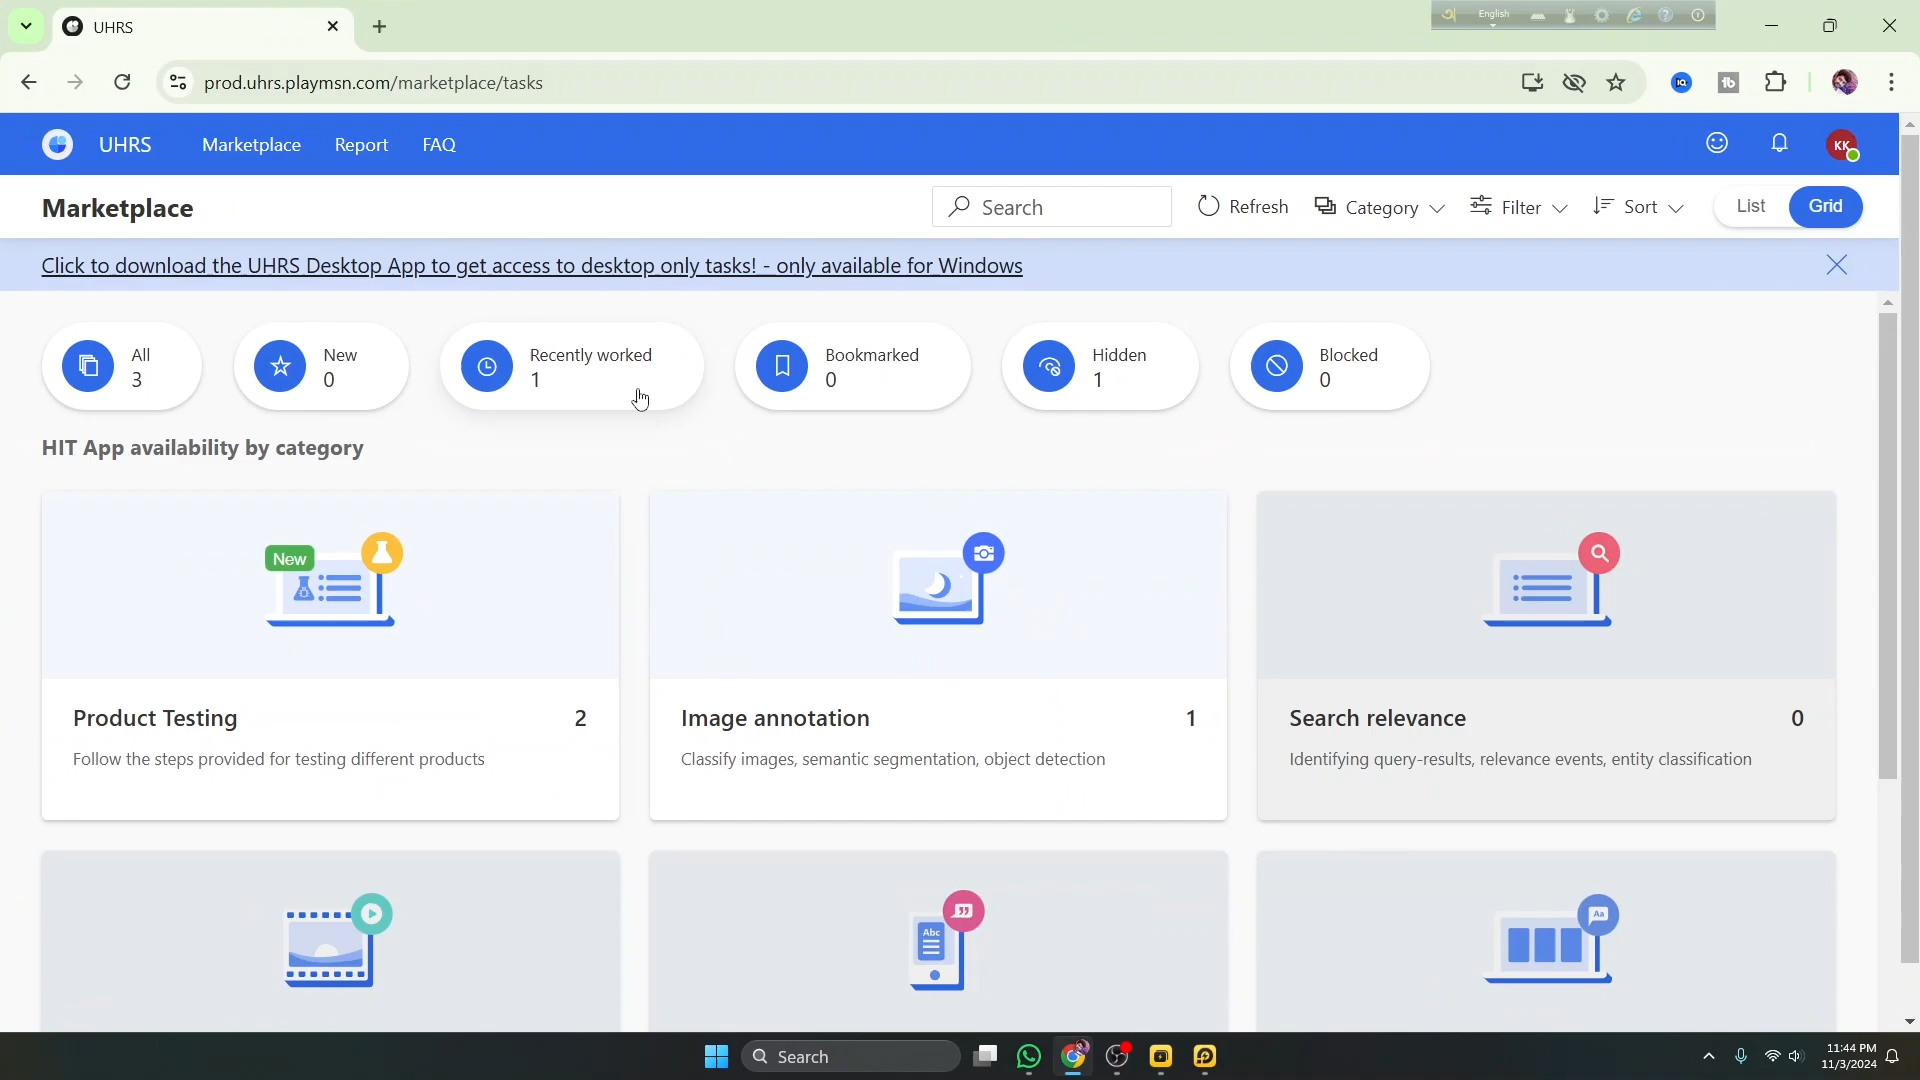 UHRS
English
prod.uhrs.playmsn.com/marketplace/tasks
UHRS
Marketplace
Report
FAQ
KK
Marketplace
Search
Refresh
Category
Filter
Sort
List
Grid
Click to download the UHRS Desktop App to get access to desktop only tasks! - only available for Windows
All
3
New
0
Recently worked
1
Bookmarked
0
Hidden
1
Blocked
0
HIT App availability by category
New
Product Testing
2
Follow the steps provided for testing different products
Image annotation
1
Classify images, semantic segmentation, object detection
Search relevance
0
Identifying query-results, relevance events, entity classification
Abc
Aa
Search
11:44 PM
11/3/2024